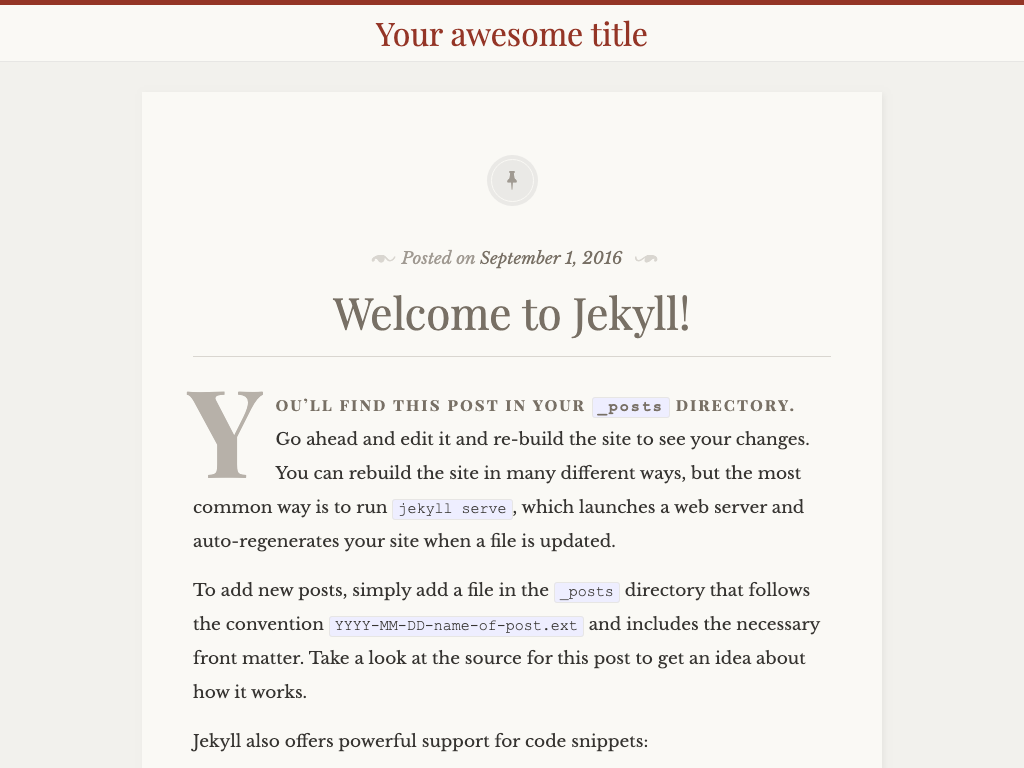 Your awesome title
Posted on September 1, 2016
Welcome to Jekyll!
YOU’LL FIND THIS POST IN YOUR _posts DIRECTORY.
Go ahead and edit it and re-build the site to see your changes.
You can rebuild the site in many different ways, but the most
common way is to run jekyll serve, which launches a web server and
auto-regenerates your site when a file is updated.
To add new posts, simply add a file in the _posts directory that follows
the convention YYYY-MM-DD-name-of-post.ext and includes the necessary
front matter. Take a look at the source for this post to get an idea about
how it works.
Jekyll also offers powerful support for code snippets: